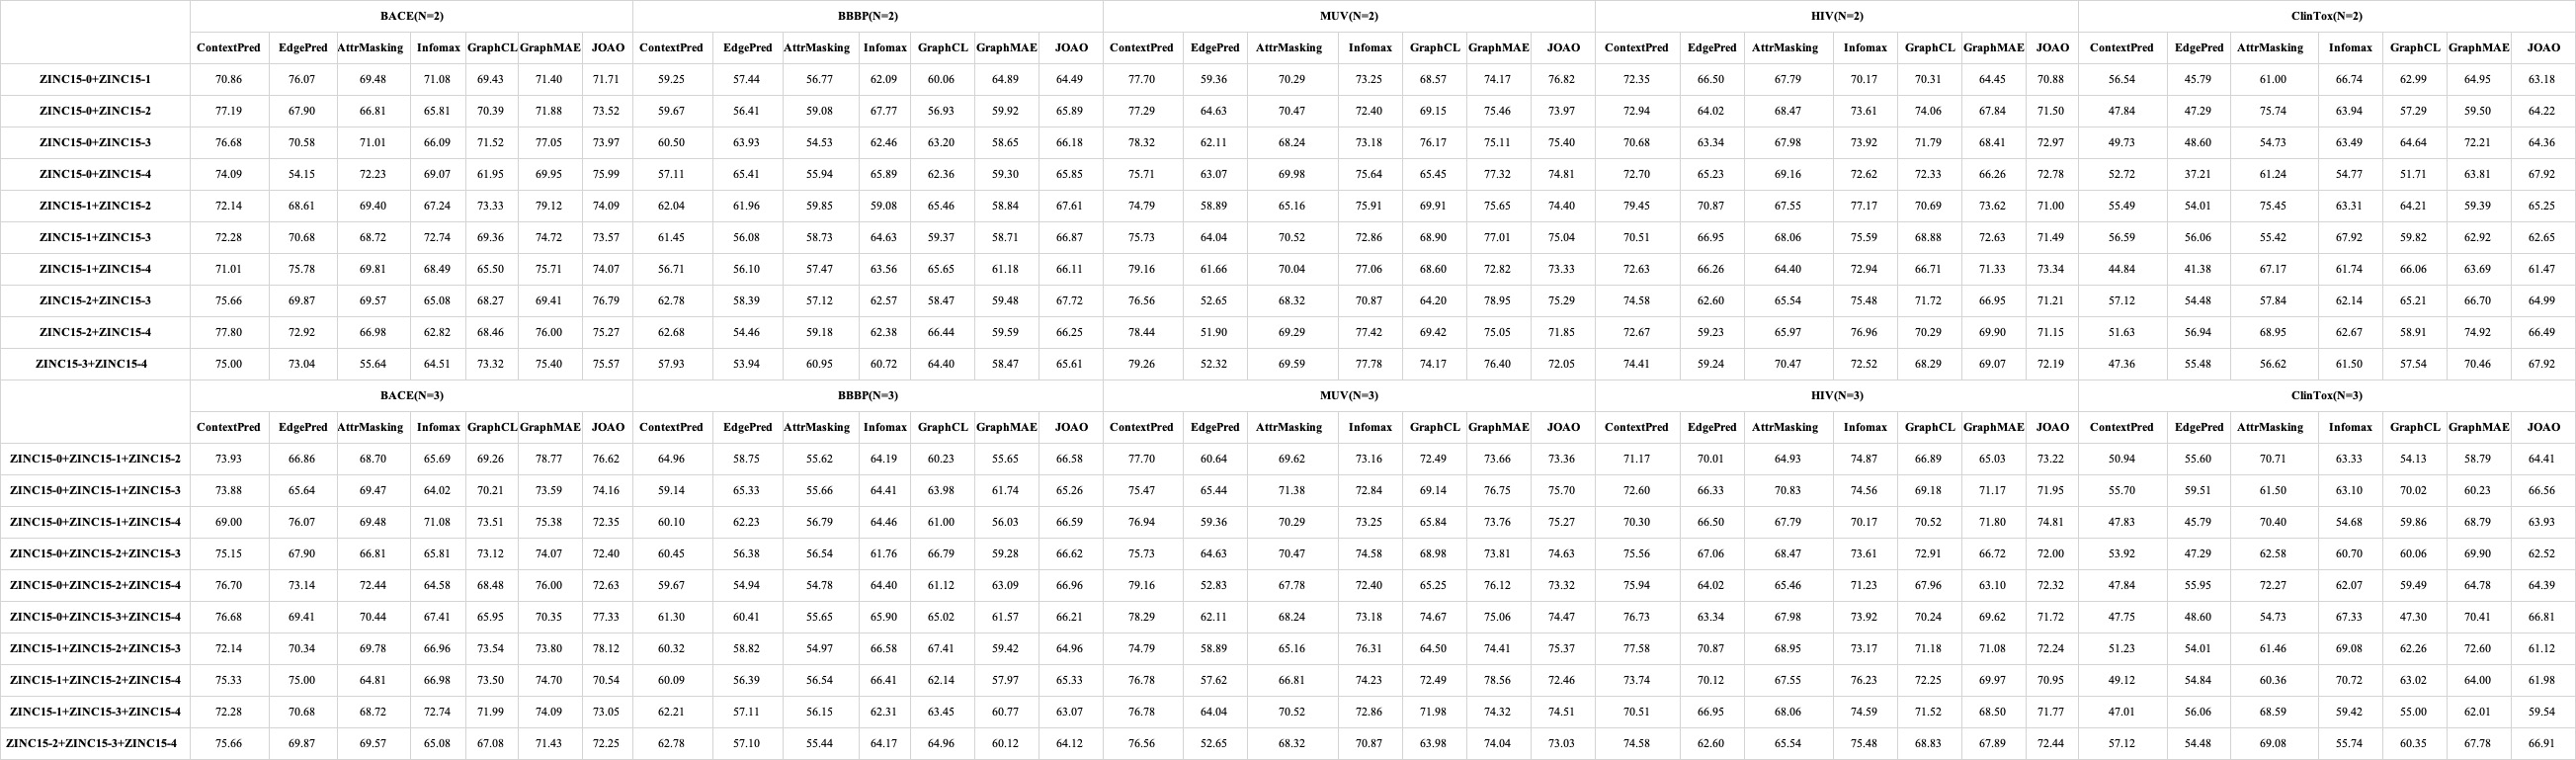 BACE(N=2) BBBP(N=2) MUV(N=2) HIV(N=2) ClinTox(N=2)
ContextPred EdgePred AttrMasking Infomax GraphCL GraphMAE JOAO ContextPred EdgePred AttrMasking Infomax GraphCL GraphMAE JOAO ContextPred EdgePred AttrMasking Infomax GraphCL GraphMAE JOAO ContextPred EdgePred AttrMasking Infomax GraphCL GraphMAE JOAO ContextPred EdgePred AttrMasking Infomax GraphCL GraphMAE JOAO
ZINC15-0+ZINC15-1 70.86 76.07 69.48 71.08 69.43 71.40 71.71 59.25 57.44 56.77 62.09 60.06 64.89 64.49 77.70 59.36 70.29 73.25 68.57 74.17 76.82 72.35 66.50 67.79 70.17 70.31 64.45 70.88 56.54 45.79 61.00 66.74 62.99 64.95 63.18
ZINC15-0+ZINC15-2 77.19 67.90 66.81 65.81 70.39 71.88 73.52 59.67 56.41 59.08 67.77 56.93 59.92 65.89 77.29 64.63 70.47 72.40 69.15 75.46 73.97 72.94 64.02 68.47 73.61 74.06 67.84 71.50 47.84 47.29 75.74 63.94 57.29 59.50 64.22
ZINC15-0+ZINC15-3 76.68 70.58 71.01 66.09 71.52 77.05 73.97 60.50 63.93 54.53 62.46 63.20 58.65 66.18 78.32 62.11 68.24 73.18 76.17 75.11 75.40 70.68 63.34 67.98 73.92 71.79 68.41 72.97 49.73 48.60 54.73 63.49 64.64 72.21 64.36
ZINC15-0+ZINC15-4 74.09 54.15 72.23 69.07 61.95 69.95 75.99 57.11 65.41 55.94 65.89 62.36 59.30 65.85 75.71 63.07 69.98 75.64 65.45 77.32 74.81 72.70 65.23 69.16 72.62 72.33 66.26 72.78 52.72 37.21 61.24 54.77 51.71 63.81 67.92
ZINC15-1+ZINC15-2 72.14 68.61 69.40 67.24 73.33 79.12 74.09 62.04 61.96 59.85 59.08 65.46 58.84 67.61 74.79 58.89 65.16 75.91 69.91 75.65 74.40 79.45 70.87 67.55 77.17 70.69 73.62 71.00 55.49 54.01 75.45 63.31 64.21 59.39 65.25
ZINC15-1+ZINC15-3 72.28 70.68 68.72 72.74 69.36 74.72 73.57 61.45 56.08 58.73 64.63 59.37 58.71 66.87 75.73 64.04 70.52 72.86 68.90 77.01 75.04 70.51 66.95 68.06 75.59 68.88 72.63 71.49 56.59 56.06 55.42 67.92 59.82 62.92 62.65
ZINC15-1+ZINC15-4 71.01 75.78 69.81 68.49 65.50 75.71 74.07 56.71 56.10 57.47 63.56 65.65 61.18 66.11 79.16 61.66 70.04 77.06 68.60 72.82 73.33 72.63 66.26 64.40 72.94 66.71 71.33 73.34 44.84 41.38 67.17 61.74 66.06 63.69 61.47
ZINC15-2+ZINC15-3 75.66 69.87 69.57 65.08 68.27 69.41 76.79 62.78 58.39 57.12 62.57 58.47 59.48 67.72 76.56 52.65 68.32 70.87 64.20 78.95 75.29 74.58 62.60 65.54 75.48 71.72 66.95 71.21 57.12 54.48 57.84 62.14 65.21 66.70 64.99
ZINC15-2+ZINC15-4 77.80 72.92 66.98 62.82 68.46 76.00 75.27 62.68 54.46 59.18 62.38 66.44 59.59 66.25 78.44 51.90 69.29 77.42 69.42 75.05 71.85 72.67 59.23 65.97 76.96 70.29 69.90 71.15 51.63 56.94 68.95 62.67 58.91 74.92 66.49
ZINC15-3+ZINC15-4 75.00 73.04 55.64 64.51 73.32 75.40 75.57 57.93 53.94 60.95 60.72 64.40 58.47 65.61 79.26 52.32 69.59 77.78 74.17 76.40 72.05 74.41 59.24 70.47 72.52 68.29 69.07 72.19 47.36 55.48 56.62 61.50 57.54 70.46 67.92
BACE(N=3) BBBP(N=3) MUV(N=3) HIV(N=3) ClinTox(N=3)
ContextPred EdgePred AttrMasking Infomax GraphCL GraphMAE JOAO ContextPred EdgePred AttrMasking Infomax GraphCL GraphMAE JOAO ContextPred EdgePred AttrMasking Infomax GraphCL GraphMAE JOAO ContextPred EdgePred AttrMasking Infomax GraphCL GraphMAE JOAO ContextPred EdgePred AttrMasking Infomax GraphCL GraphMAE JOAO
ZINC15-0+ZINC15-1+ZINC15-2 73.93 66.86 68.70 65.69 69.26 78.77 76.62 64.96 58.75 55.62 64.19 60.23 55.65 66.58 77.70 60.64 69.62 73.16 72.49 73.66 73.36 71.17 70.01 64.93 74.87 66.89 65.03 73.22 50.94 55.60 70.71 63.33 54.13 58.79 64.41
ZINC15-0+ZINC15-1+ZINC15-3 73.88 65.64 69.47 64.02 70.21 73.59 74.16 59.14 65.33 55.66 64.41 63.98 61.74 65.26 75.47 65.44 71.38 72.84 69.14 76.75 75.70 72.60 66.33 70.83 74.56 69.18 71.17 71.95 55.70 59.51 61.50 63.10 70.02 60.23 66.56
ZINC15-0+ZINC15-1+ZINC15-4 69.00 76.07 69.48 71.08 73.51 75.38 72.35 60.10 62.23 56.79 64.46 61.00 56.03 66.59 76.94 59.36 70.29 73.25 65.84 73.76 75.27 70.30 66.50 67.79 70.17 70.52 71.80 74.81 47.83 45.79 70.40 54.68 59.86 68.79 63.93
ZINC15-0+ZINC15-2+ZINC15-3 75.15 67.90 66.81 65.81 73.12 74.07 72.40 60.45 56.38 56.54 61.76 66.79 59.28 66.62 75.73 64.63 70.47 74.58 68.98 73.81 74.63 75.56 67.06 68.47 73.61 72.91 66.72 72.00 53.92 47.29 62.58 60.70 60.06 69.90 62.52
ZINC15-0+ZINC15-2+ZINC15-4 76.70 73.14 72.44 64.58 68.48 76.00 72.63 59.67 54.94 54.78 64.40 61.12 63.09 66.96 79.16 52.83 67.78 72.40 65.25 76.12 73.32 75.94 64.02 65.46 71.23 67.96 63.10 72.32 47.84 55.95 72.27 62.07 59.49 64.78 64.39
ZINC15-0+ZINC15-3+ZINC15-4 76.68 69.41 70.44 67.41 65.95 70.35 77.33 61.30 60.41 55.65 65.90 65.02 61.57 66.21 78.29 62.11 68.24 73.18 74.67 75.06 74.47 76.73 63.34 67.98 73.92 70.24 69.62 71.72 47.75 48.60 54.73 67.33 47.30 70.41 66.81
ZINC15-1+ZINC15-2+ZINC15-3 72.14 70.34 69.78 66.96 73.54 73.80 78.12 60.32 58.82 54.97 66.58 67.41 59.42 64.96 74.79 58.89 65.16 76.31 64.50 74.41 75.37 77.58 70.87 68.95 73.17 71.18 71.08 72.24 51.23 54.01 61.46 69.08 62.26 72.60 61.12
ZINC15-1+ZINC15-2+ZINC15-4 75.33 75.00 64.81 66.98 73.50 74.70 70.54 60.09 56.39 56.54 66.41 62.14 57.97 65.33 76.78 57.62 66.81 74.23 72.49 78.56 72.46 73.74 70.12 67.55 76.23 72.25 69.97 70.95 49.12 54.84 60.36 70.72 63.02 64.00 61.98
ZINC15-1+ZINC15-3+ZINC15-4 72.28 70.68 68.72 72.74 71.99 74.09 73.05 62.21 57.11 56.15 62.31 63.45 60.77 63.07 76.78 64.04 70.52 72.86 71.98 74.32 74.51 70.51 66.95 68.06 74.59 71.52 68.50 71.77 47.01 56.06 68.59 59.42 55.00 62.01 59.54
ZINC15-2+ZINC15-3+ZINC15-4 75.66 69.87 69.57 65.08 67.08 71.43 72.25 62.78 57.10 55.44 64.17 64.96 60.12 64.12 76.56 52.65 68.32 70.87 63.98 74.04 73.03 74.58 62.60 65.54 75.48 68.83 67.89 72.44 57.12 54.48 69.08 55.74 60.35 67.78 66.91